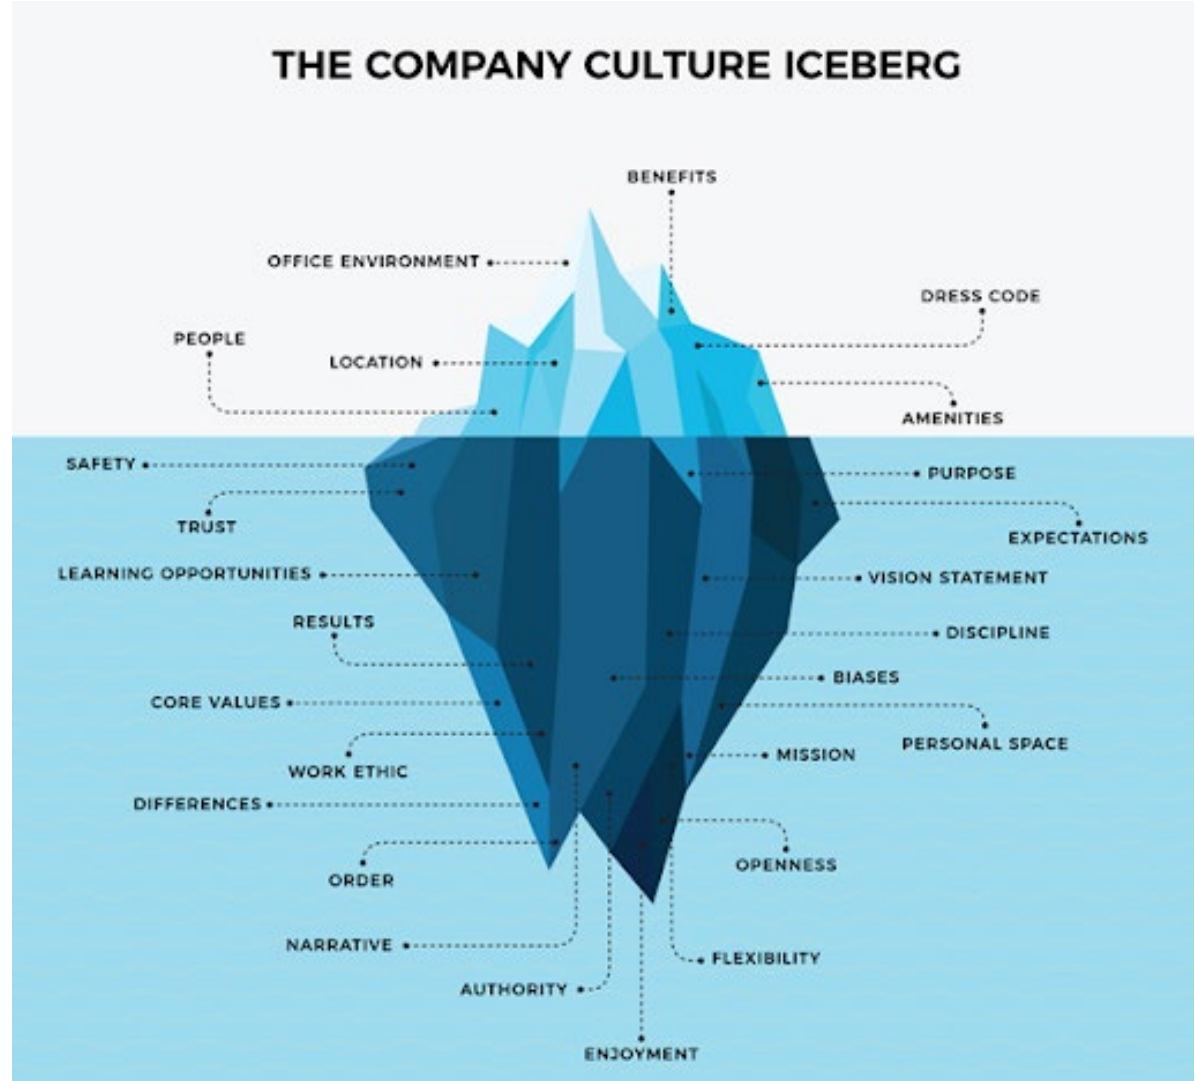 THE COMPANY CULTURE ICEBERG
BENEFITS
OFFICE ENVIRONMENT
DRESS CODE
PEOPLE
LOCATION
AMENITIES
SAFETY
PURPOSE
TRUST
EXPECTATIONS
LEARNING OPPORTUNITIES
VISION STATEMENT
RESULTS
DISCIPLINE
BIASES
CORE VALUES
PERSONAL SPACE
MISSION
WORK ETHIC
DIFFERENCES
OPENNESS
ORDER
NARRATIVE
FLEXIBILITY
AUTHORITY
ENJOYMENT